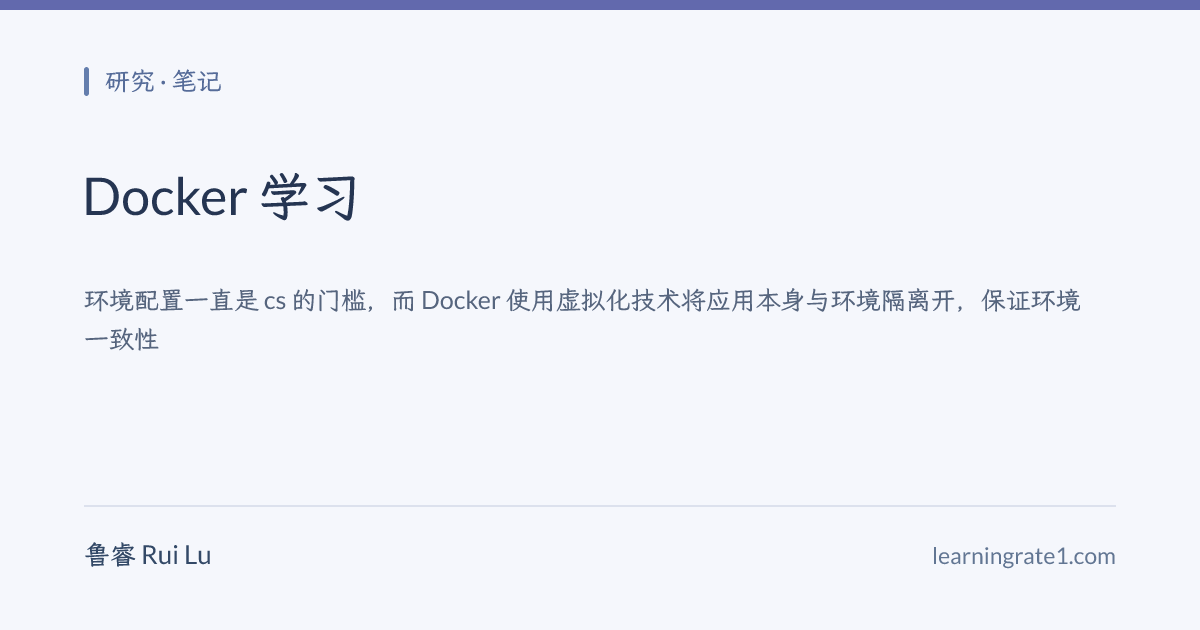 研究 · 笔记
Docker 学习
环境配置一直是 cs 的门槛，而 Docker 使用虚拟化技术将应用本身与环境隔离开，保证环境
一致性
鲁睿 Rui Lu
learningrate1.com